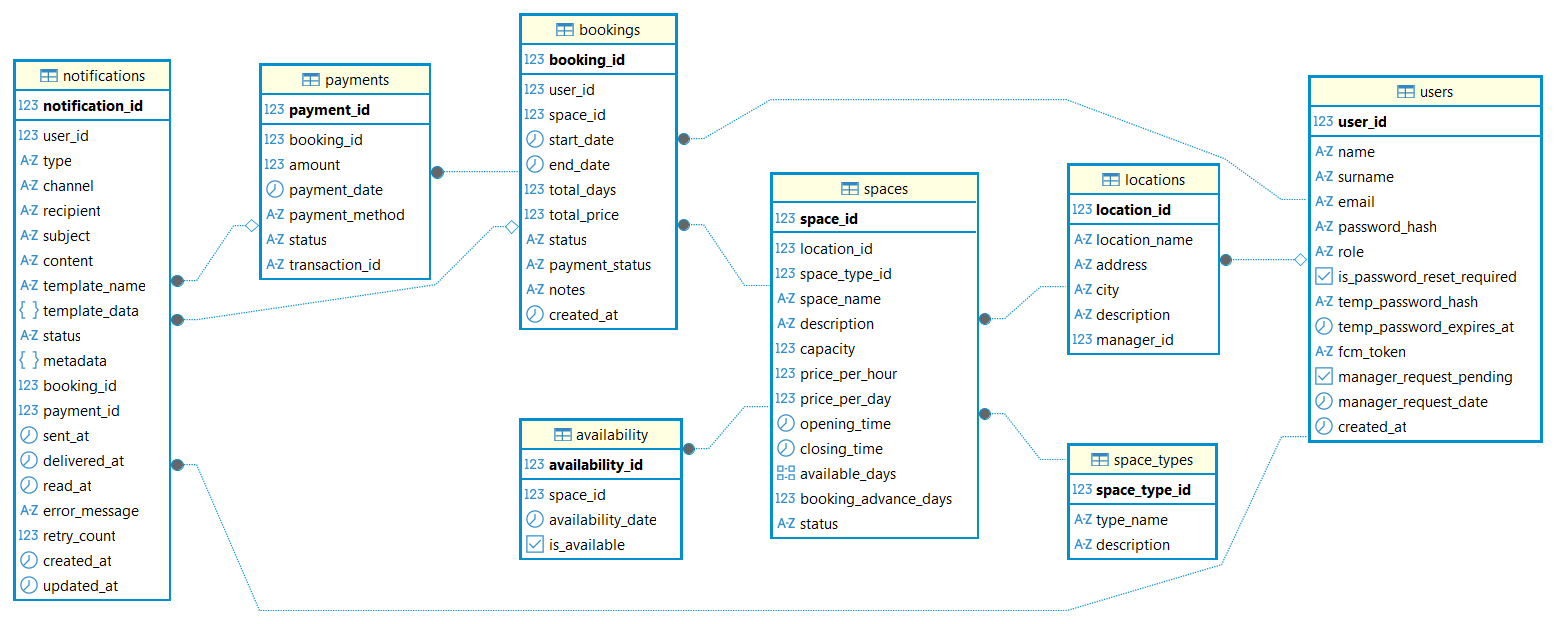 notifications
123 notification_id
123 user_id
A-Z type
A-Z channel
A-Z recipient
A-Z subject
A-Z content
A-Z template_name
{ } template_data
A-Z status
{ } metadata
123 booking_id
123 payment_id
sent_at
delivered_at
read_at
A-Z error_message
123 retry_count
created_at
updated_at
payments
123 payment_id
123 booking_id
123 amount
payment_date
A-Z payment_method
A-Z status
A-Z transaction_id
bookings
123 booking_id
123 user_id
123 space_id
start_date
end_date
123 total_days
123 total_price
A-Z status
A-Z payment_status
A-Z notes
created_at
availability
123 availability_id
123 space_id
availability_date
is_available
spaces
123 space_id
123 location_id
123 space_type_id
A-Z space_name
A-Z description
123 capacity
123 price_per_hour
123 price_per_day
opening_time
closing_time
available_days
123 booking_advance_days
A-Z status
locations
123 location_id
A-Z location_name
A-Z address
A-Z city
A-Z description
123 manager_id
space_types
123 space_type_id
A-Z type_name
A-Z description
users
123 user_id
A-Z name
A-Z surname
A-Z email
A-Z password_hash
A-Z role
is_password_reset_required
A-Z temp_password_hash
temp_password_expires_at
A-Z fcm_token
manager_request_pending
manager_request_date
created_at